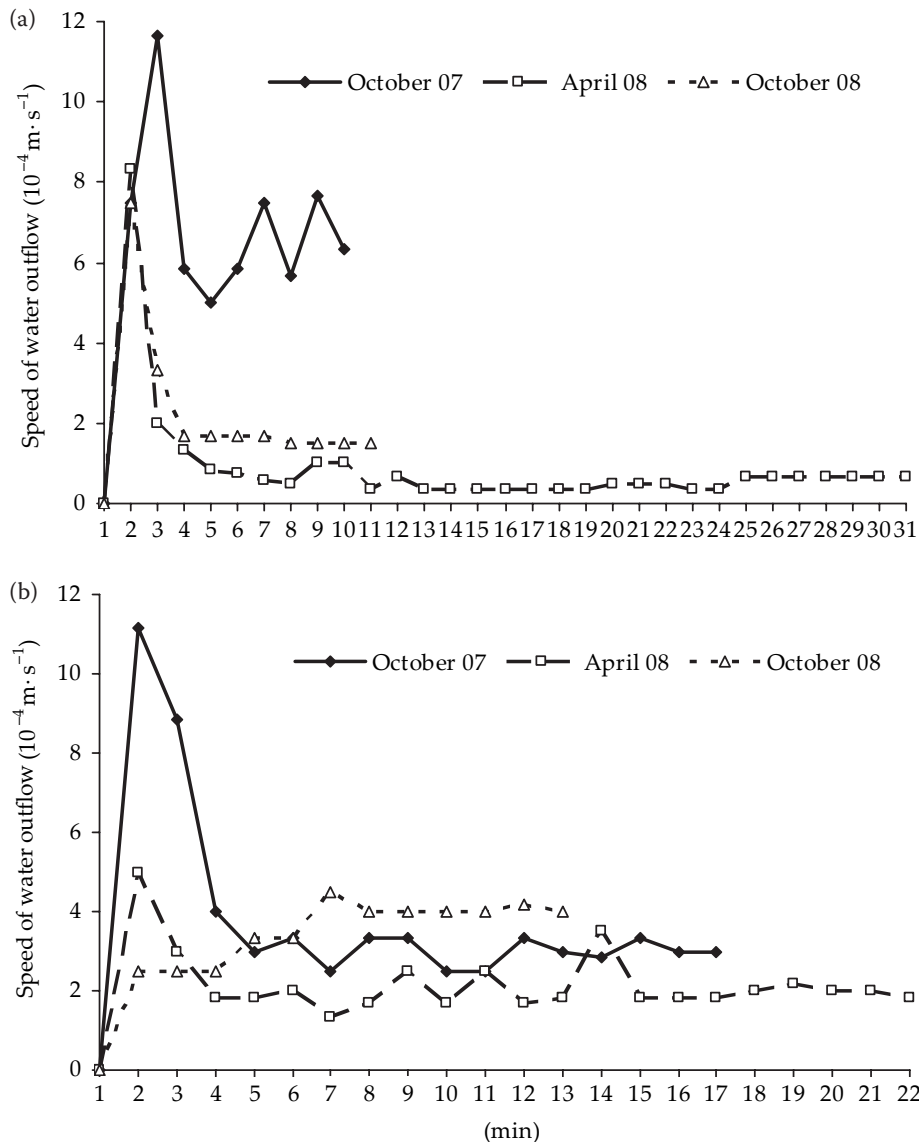 (a)
12
10
8
6
4
2
0
Speed of water outflow (10⁻⁴ m· s⁻¹)
October 07 April 08 October 08
1 2 3 4 5 6 7 8 9 10 11 12 13 14 15 16 17 18 19 20 21 22 23 24 25 26 27 28 29 30 31
(b)
12
10
8
6
4
2
0
Speed of water outflow (10⁻⁴ m· s⁻¹)
October 07 April 08 October 08
1 2 3 4 5 6 7 8 9 10 11 12 13 14 15 16 17 18 19 20 21 22
(min)